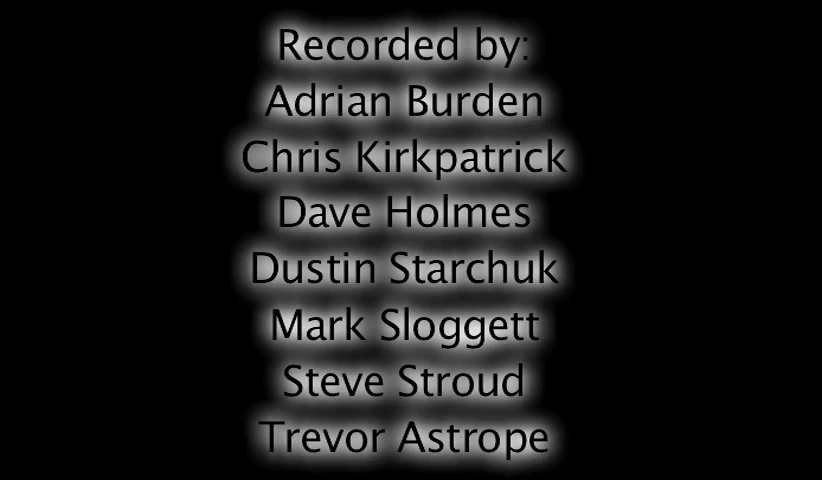 Recorded by:
Adrian Burden
Chris Kirkpatrick
Dave Holmes
Dustin Starchuk
Mark Sloggett
Steve Stroud
Trevor Astrope